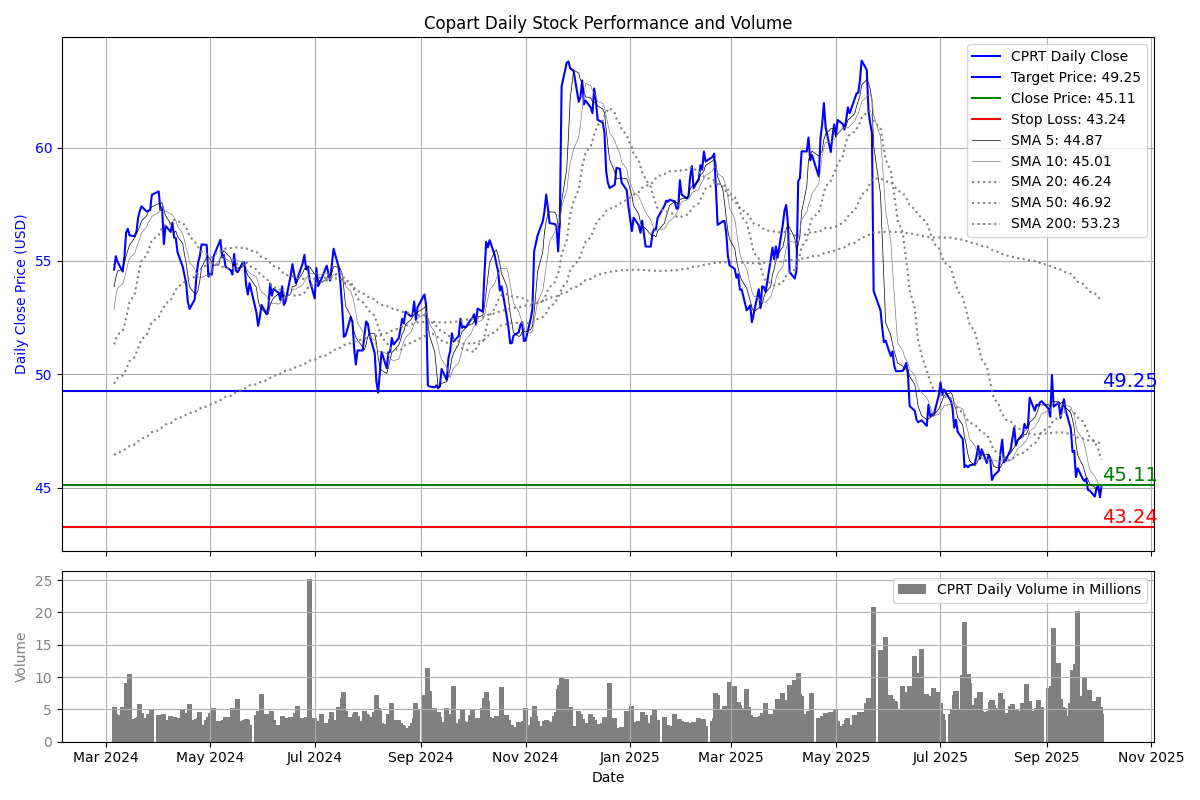 Copart Daily Stock Performance and Volume
Daily Close Price (USD)
60
55
50
45
CPRT Daily Close
Target Price: 49.25
Close Price: 45.11
Stop Loss: 43.24
SMA 5: 44.87
SMA 10: 45.01
SMA 20: 46.24
SMA 50: 46.92
SMA 200: 53.23
49.25
45.11
43.24
Volume
25
20
15
10
5
0
CPRT Daily Volume in Millions
Mar 2024 May 2024 Jul 2024 Sep 2024 Nov 2024 Jan 2025 Mar 2025 May 2025 Jul 2025 Sep 2025 Nov 2025
Date